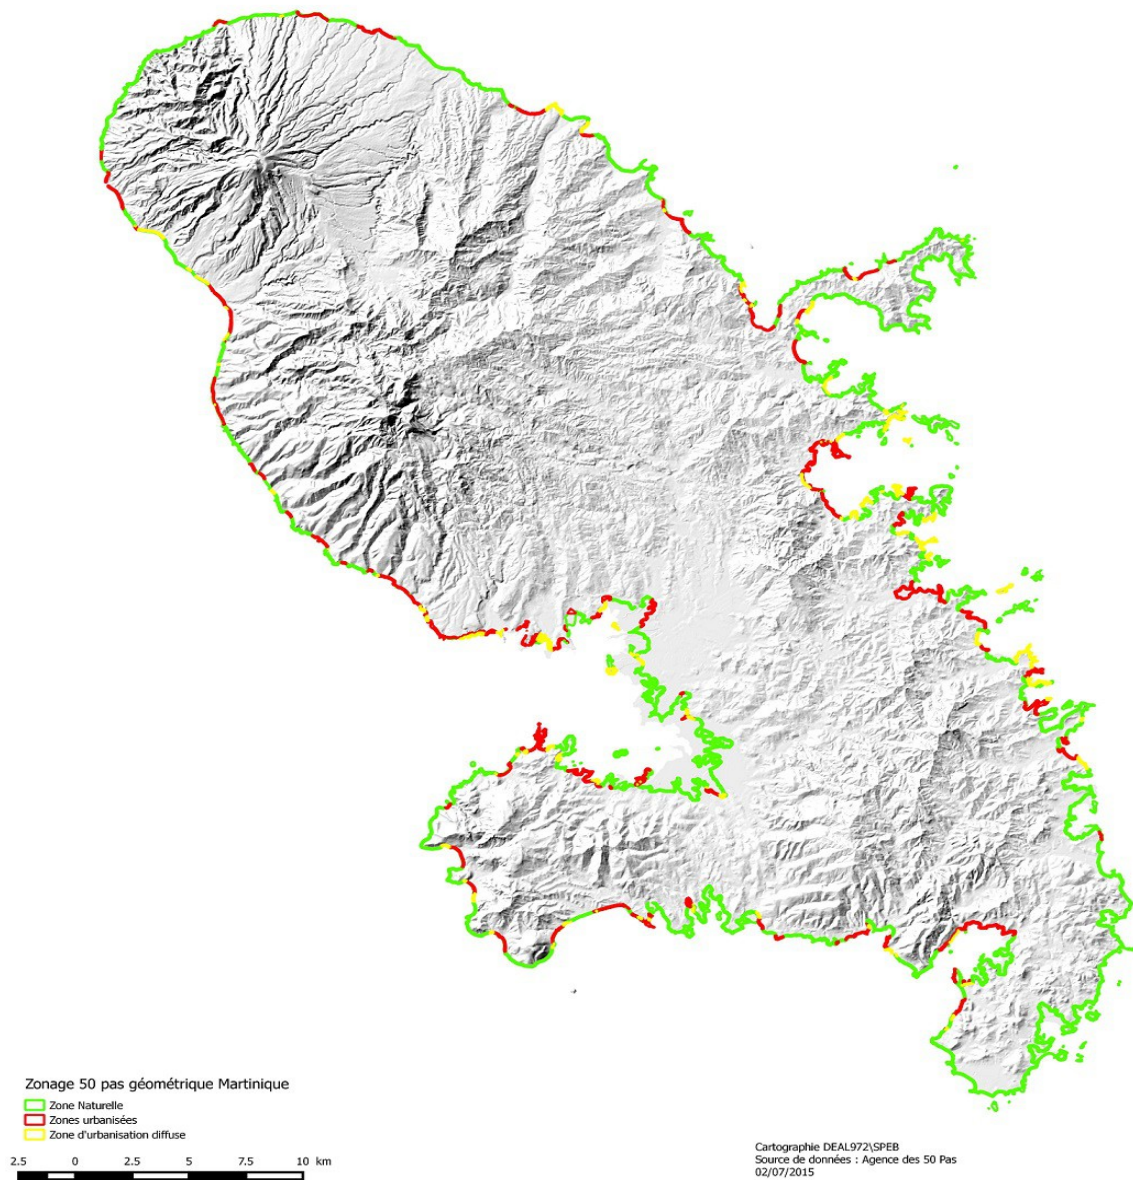 Zonage 50 pas géométrique Martinique
Zone Naturelle
Zones urbanisées
Zone d'urbanisation diffuse
2.5 0 2.5 5 7.5 10 km
Cartographie DEAL972\SPEB
Source de données : Agence des 50 Pas
02/07/2015